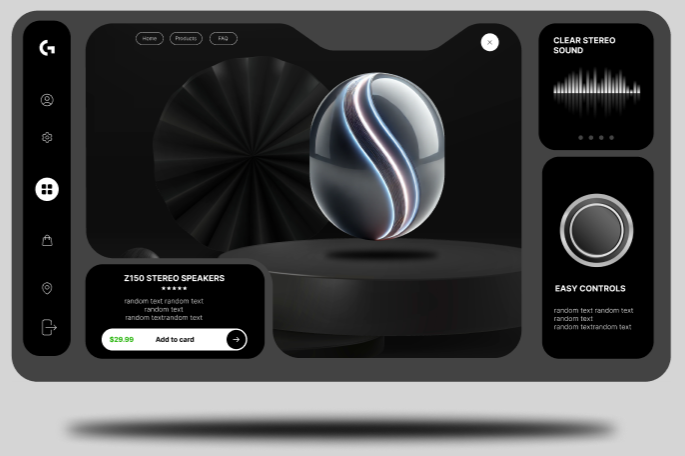 Home
Products
FAQ
CLEAR STEREO
SOUND
Z150 STEREO SPEAKERS
random text random text
random text
random textrandom text
$29.99 Add to card
EASY CONTROLS
random text random text
random text
random textrandom text